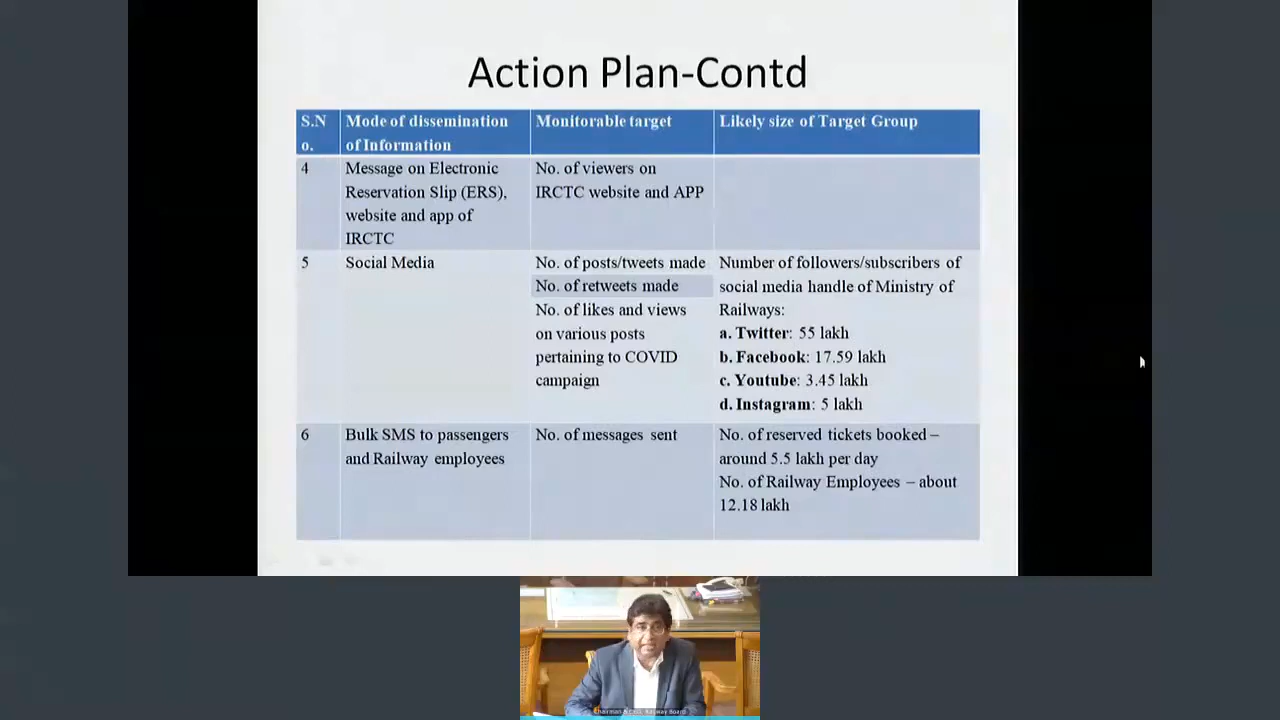 Action Plan-Contd
S.N
o.
Mode of dissemination
of Information
Monitorable target
Likely size of Target Group
4
Message on Electronic
Reservation Slip (ERS),
website and app of
IRCTC
No. of viewers on
IRCTC website and APP
5
Social Media
No. of posts/tweets made
No. of retweets made
No. of likes and views
on various posts
pertaining to COVID
campaign
Number of followers/subscribers of
social media handle of Ministry of
Railways:
a. Twitter: 55 lakh
b. Facebook: 17.59 lakh
c. Youtube: 3.45 lakh
d. Instagram: 5 lakh
6
Bulk SMS to passengers
and Railway employees
No. of messages sent
No. of reserved tickets booked –
around 5.5 lakh per day
No. of Railway Employees – about
12.18 lakh
Chairman & CEO, Railway Board